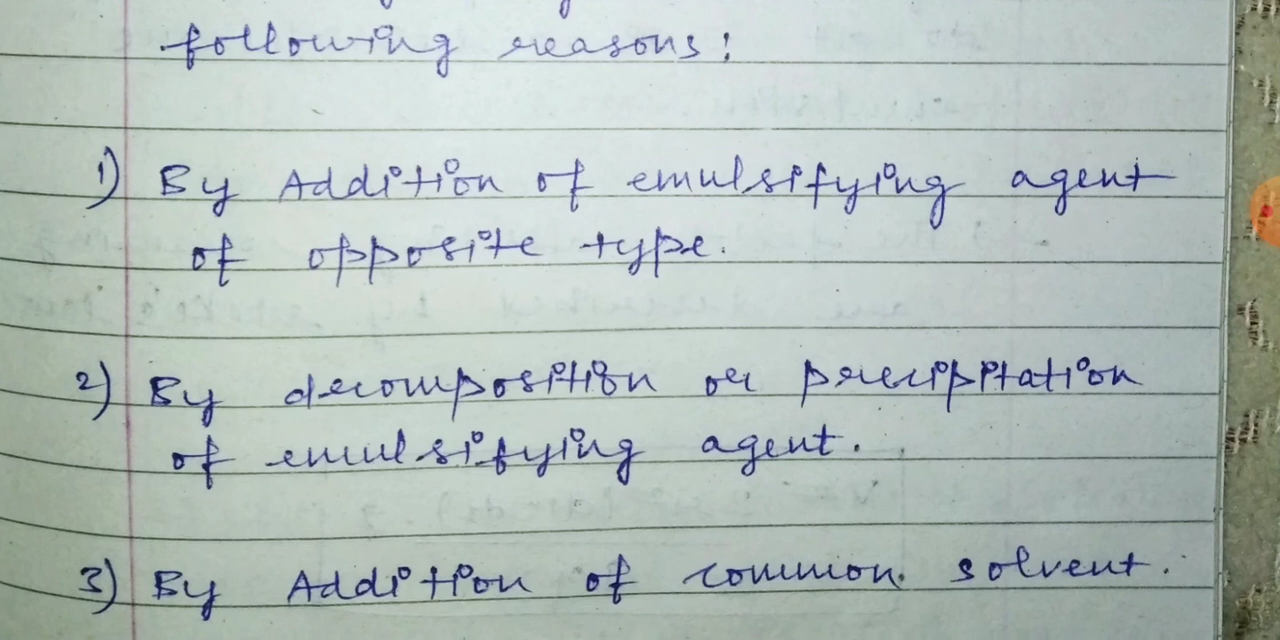 following reasons:
1) By Addition of emulsifying agent
of opposite type.
2) By decomposition or precippitation
of emulsifying agent.
3) By Addition of common solvent.